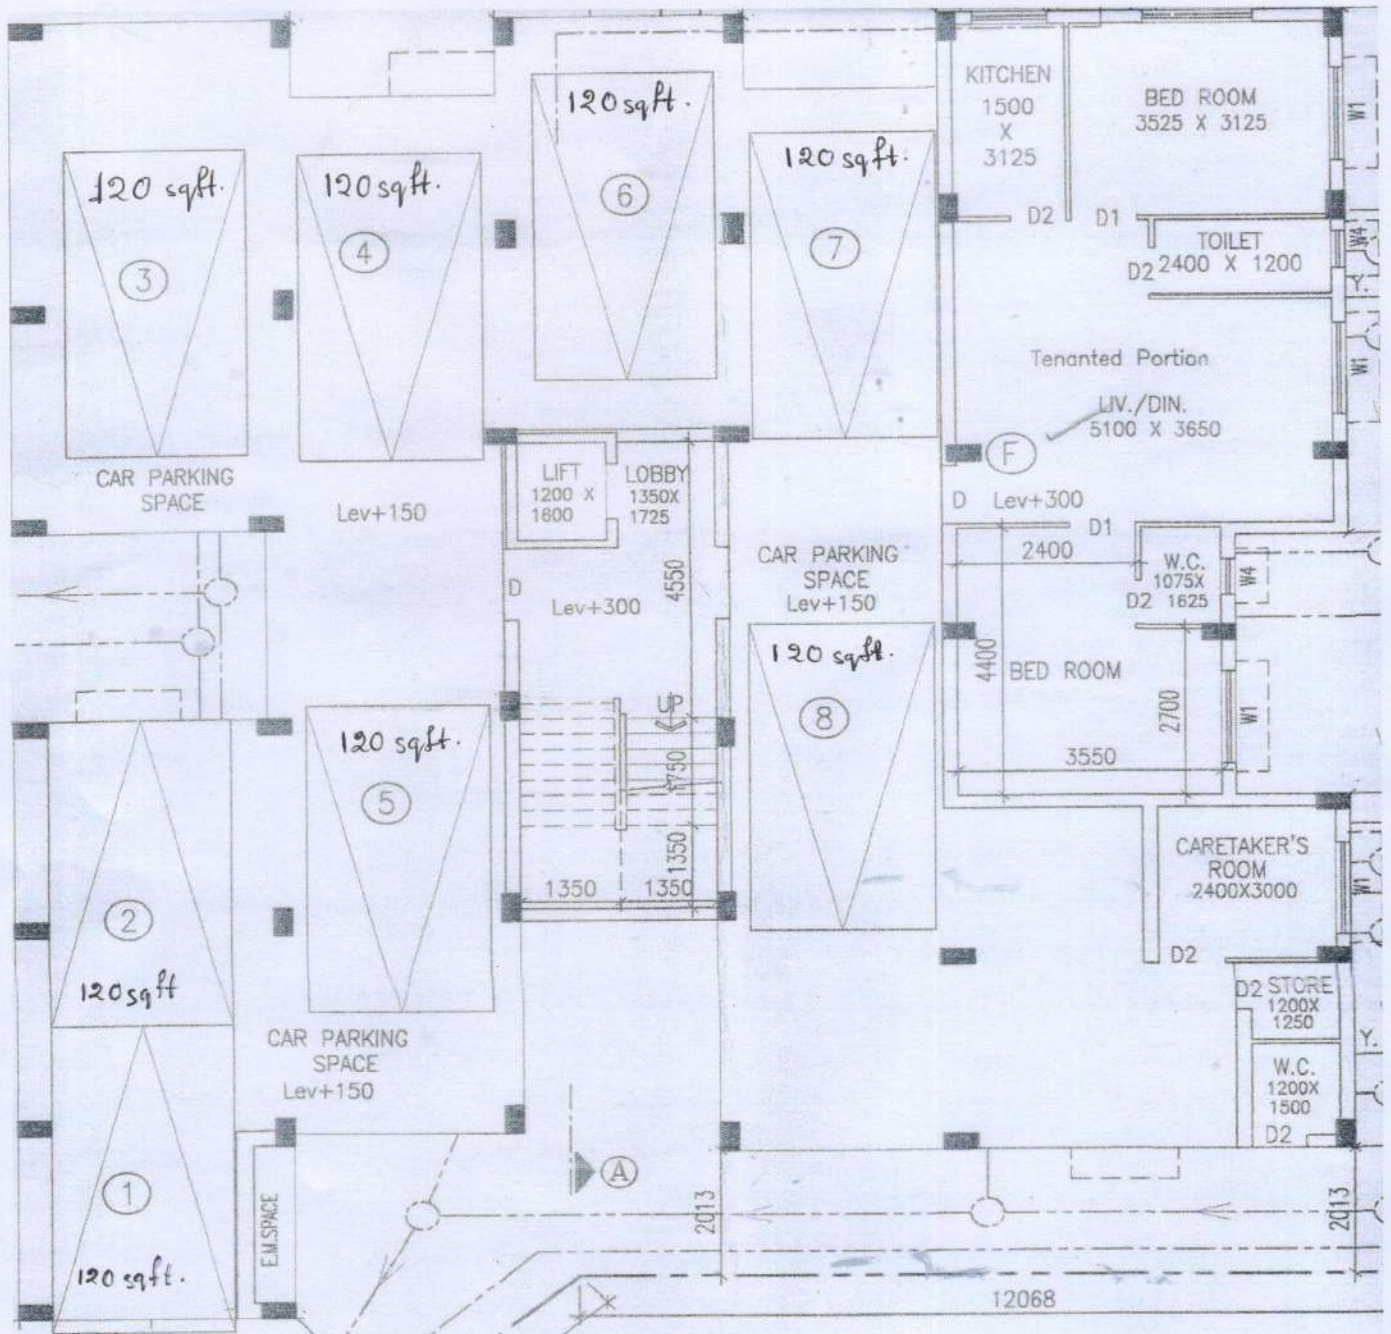 120 sqft.
KITCHEN
1500
X
3125
BED ROOM
3525 X 3125
W1
120 sqft.
120 sqft.
120 sqft.
6
3
4
7
D2
D1
TOILET
2400 X 1200
D2
W4
Y.
Tenanted Portion
LIV./DIN.
5100 X 3650
W1
F
CAR PARKING
SPACE
Lev+150
LIFT
1200 X
1600
LOBBY
1350X
1725
4550
D
Lev+300
D
Lev+300
D1
2400
W.C.
1075X
1625
D2
W4
CAR PARKING
SPACE
Lev+150
120 sqft.
8
4400
BED ROOM
2700
W1
3550
UP
1750
1350
1350
1350
120 sqft.
5
2
120 sqft
CARETAKER'S
ROOM
2400X3000
W1
D2
D2
STORE
1200X
1250
Y.
W.C.
1200X
1500
D2
CAR PARKING
SPACE
Lev+150
1
120 sqft.
E.M.SPACE
A
2013
2013
12068